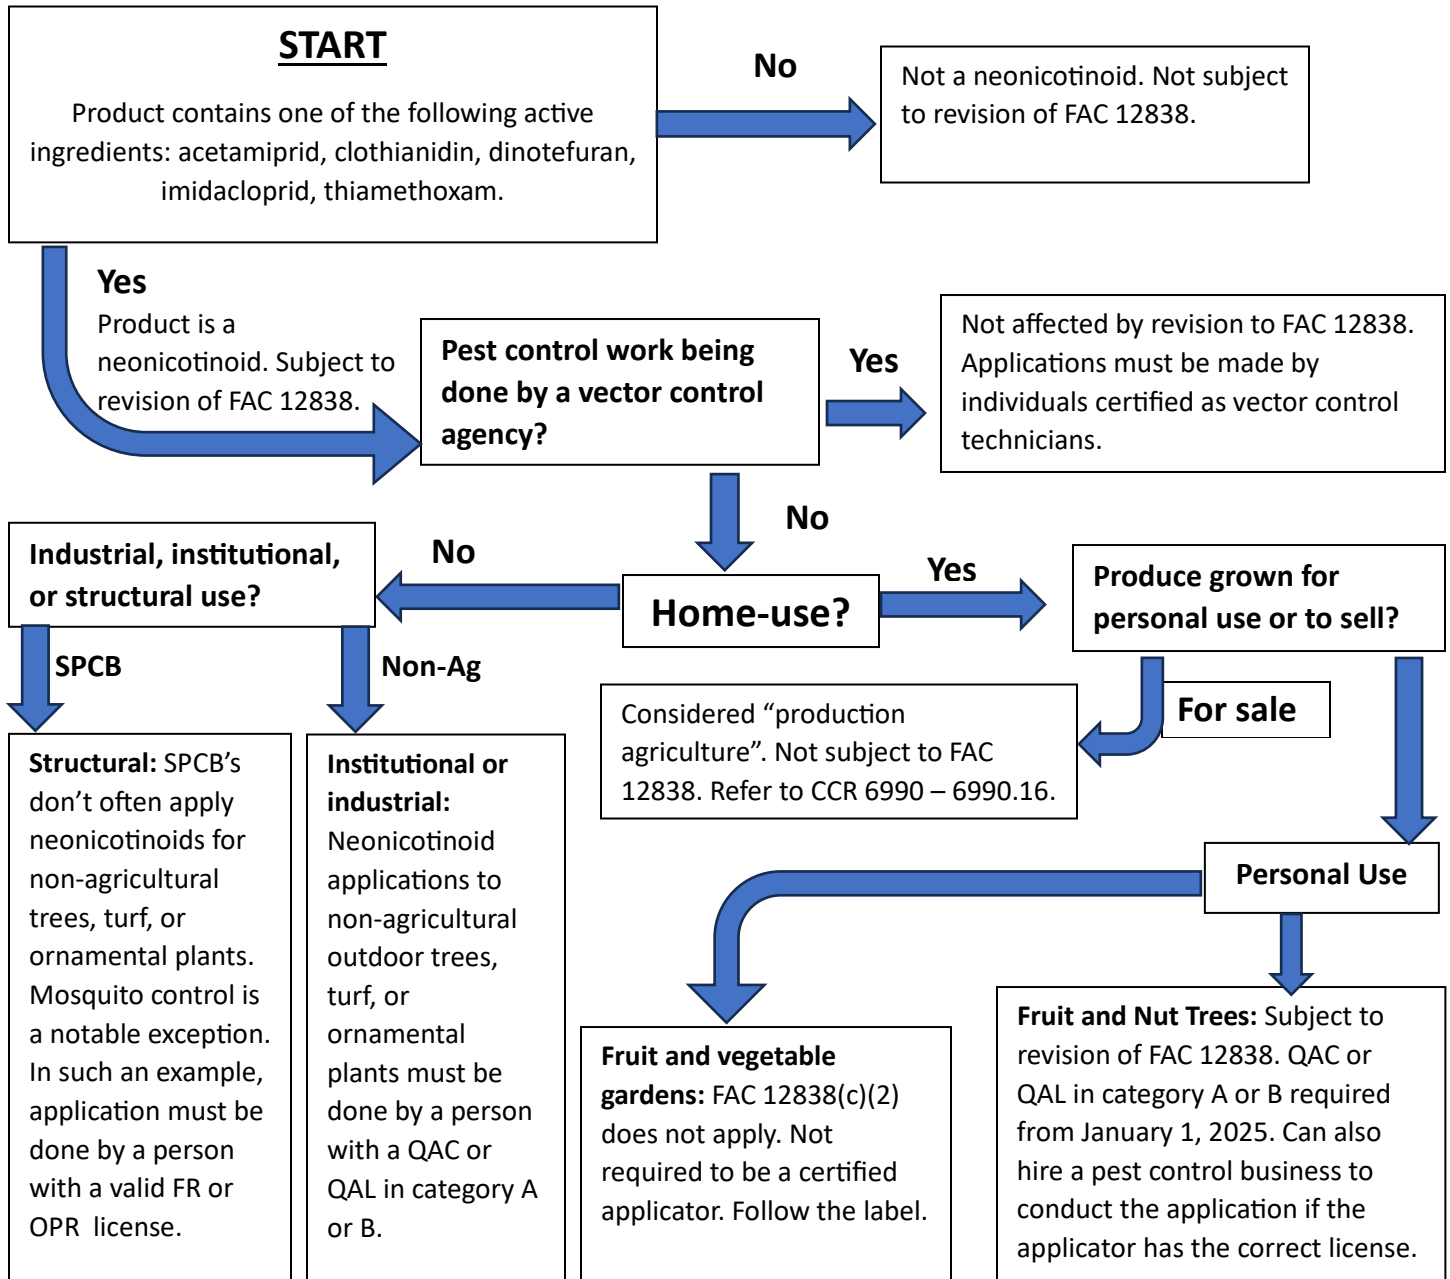 START
Product contains one of the following active
ingredients: acetamiprid, clothianidin, dinotefuran,
imidacloprid, thiamethoxam.
No
Not a neonicotinoid. Not subject
to revision of FAC 12838.
Yes
Product is a
neonicotinoid. Subject to
revision of FAC 12838.
Pest control work being
done by a vector control
agency?
Yes
Not affected by revision to FAC 12838.
Applications must be made by
individuals certified as vector control
technicians.
No
Home-use?
No
Industrial, institutional,
or structural use?
Yes
Produce grown for
personal use or to sell?
SPCB
Non-Ag
For sale
Considered “production
agriculture”. Not subject to FAC
12838. Refer to CCR 6990 – 6990.16.
Personal Use
Structural: SPCB’s
don’t often apply
neonicotinoids for
non-agricultural
trees, turf, or
ornamental plants.
Mosquito control is
a notable exception.
In such an example,
application must be
done by a person
with a valid FR or
OPR license.
Institutional or
industrial:
Neonicotinoid
applications to
non-agricultural
outdoor trees,
turf, or
ornamental
plants must be
done by a person
with a QAC or
QAL in category A
or B.
Fruit and vegetable
gardens: FAC 12838(c)(2)
does not apply. Not
required to be a certified
applicator. Follow the label.
Fruit and Nut Trees: Subject to
revision of FAC 12838. QAC or
QAL in category A or B required
from January 1, 2025. Can also
hire a pest control business to
conduct the application if the
applicator has the correct license.